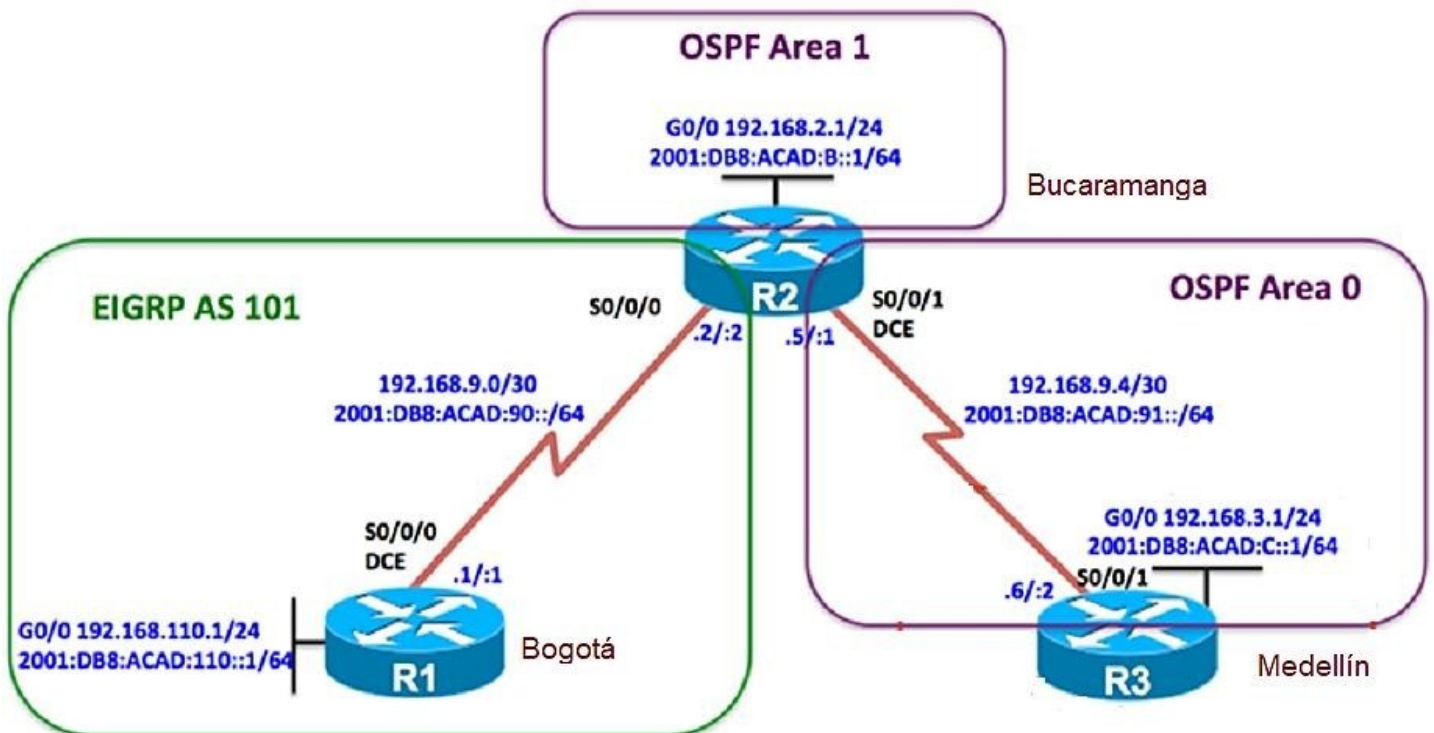 OSPF Area 1
G0/0 192.168.2.1/24
2001:DB8:ACAD:B::1/64
Bucaramanga
EIGRP AS 101
OSPF Area 0
R2
S0/0/0
S0/0/1
DCE
.2/:2
.5/:1
192.168.9.0/30
2001:DB8:ACAD:90::/64
192.168.9.4/30
2001:DB8:ACAD:91::/64
S0/0/0
DCE
.1/:1
G0/0 192.168.3.1/24
2001:DB8:ACAD:C::1/64
S0/0/1
.6/:2
G0/0 192.168.110.1/24
2001:DB8:ACAD:110::1/64
R1
Bogotá
R3
Medellín